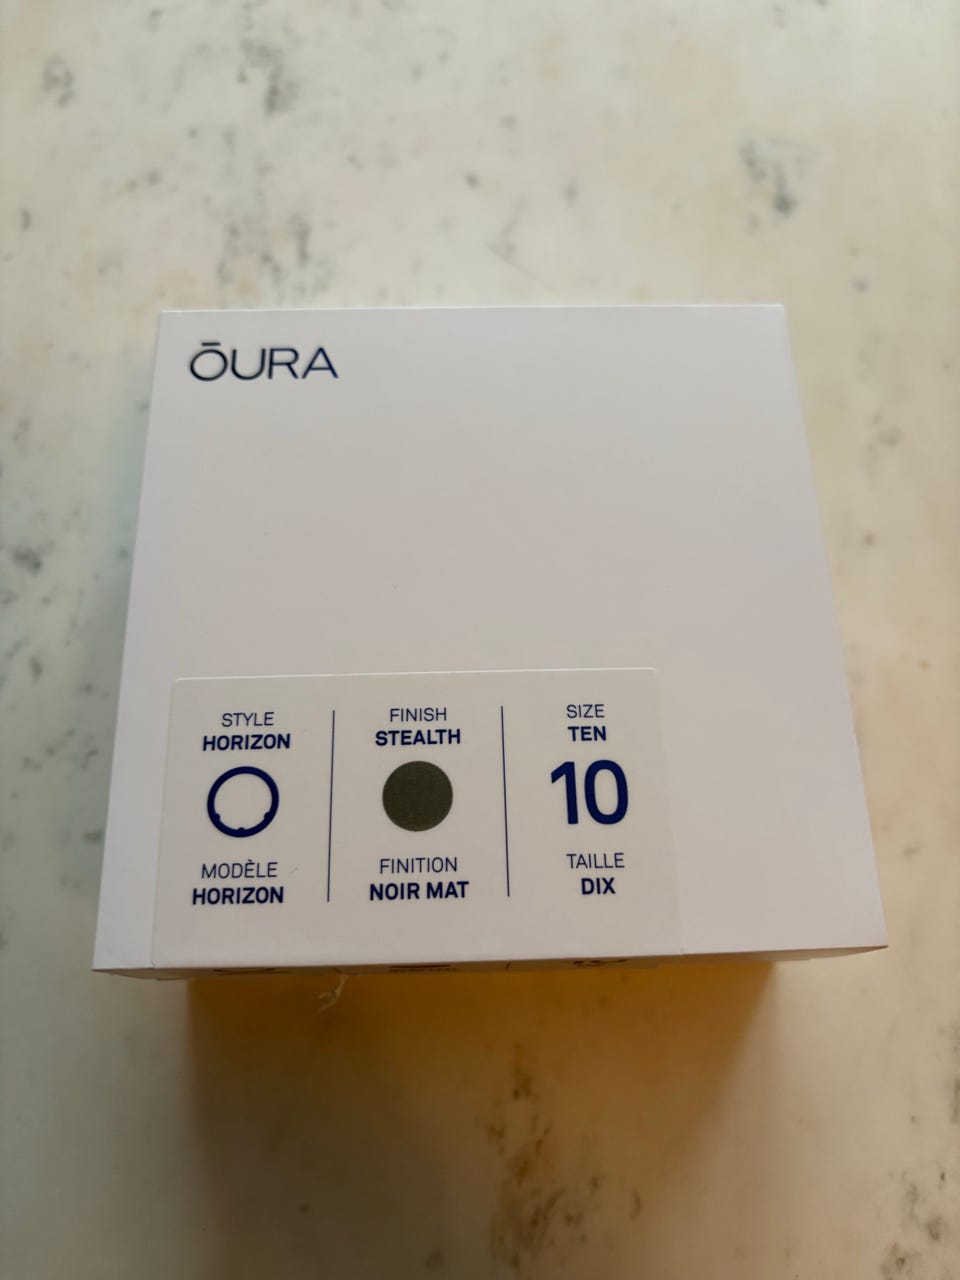 ŌURA
STYLE
HORIZON
MODÈLE
HORIZON
FINISH
STEALTH
FINITION
NOIR MAT
SIZE
TEN
10
TAILLE
DIX